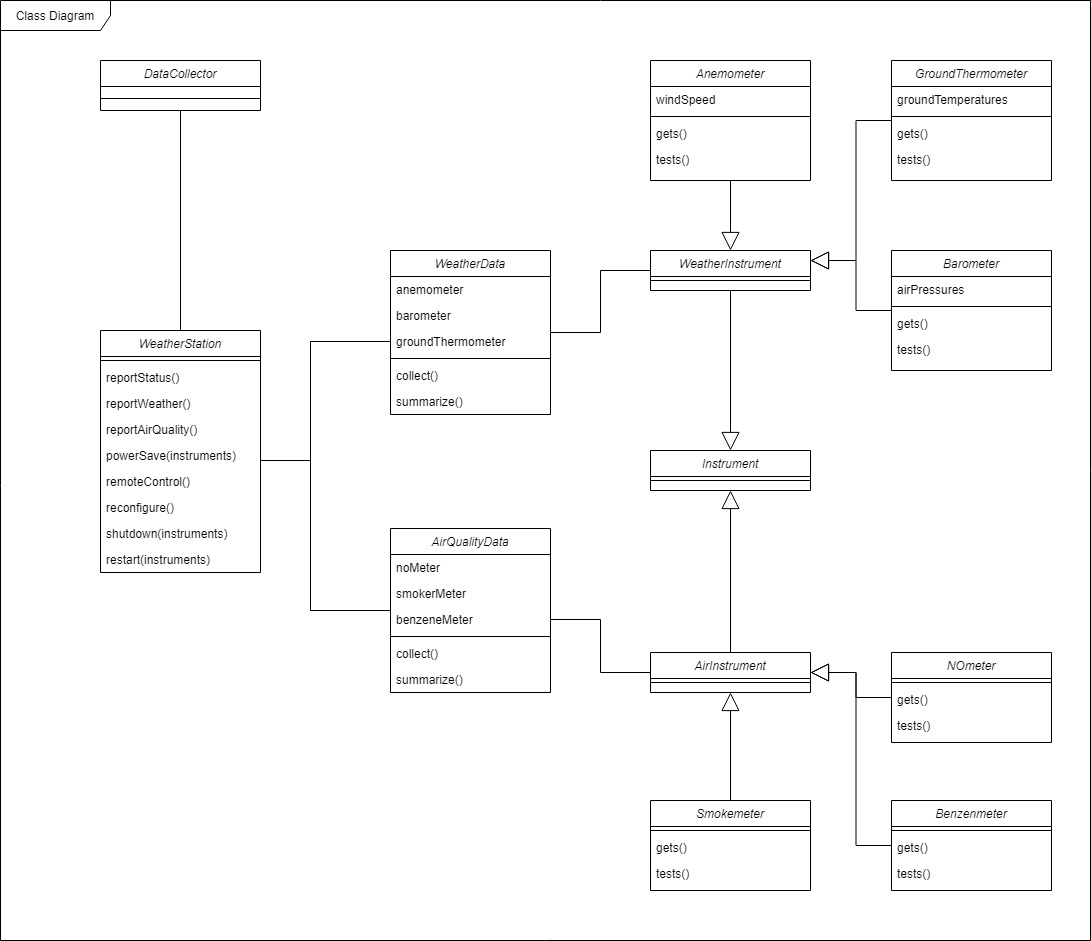 Class Diagram
DataCollector
Anemometer
windSpeed
gets()
tests()
GroundThermometer
groundTemperatures
gets()
tests()
WeatherData
anemometer
barometer
groundThermometer
collect()
summarize()
WeatherInstrument
Barometer
airPressures
gets()
tests()
WeatherStation
reportStatus()
reportWeather()
reportAirQuality()
powerSave(instruments)
remoteControl()
reconfigure()
shutdown(instruments)
restart(instruments)
Instrument
AirQualityData
noMeter
smokerMeter
benzeneMeter
collect()
summarize()
AirInstrument
NOmeter
gets()
tests()
Smokemeter
gets()
tests()
Benzenmeter
gets()
tests()